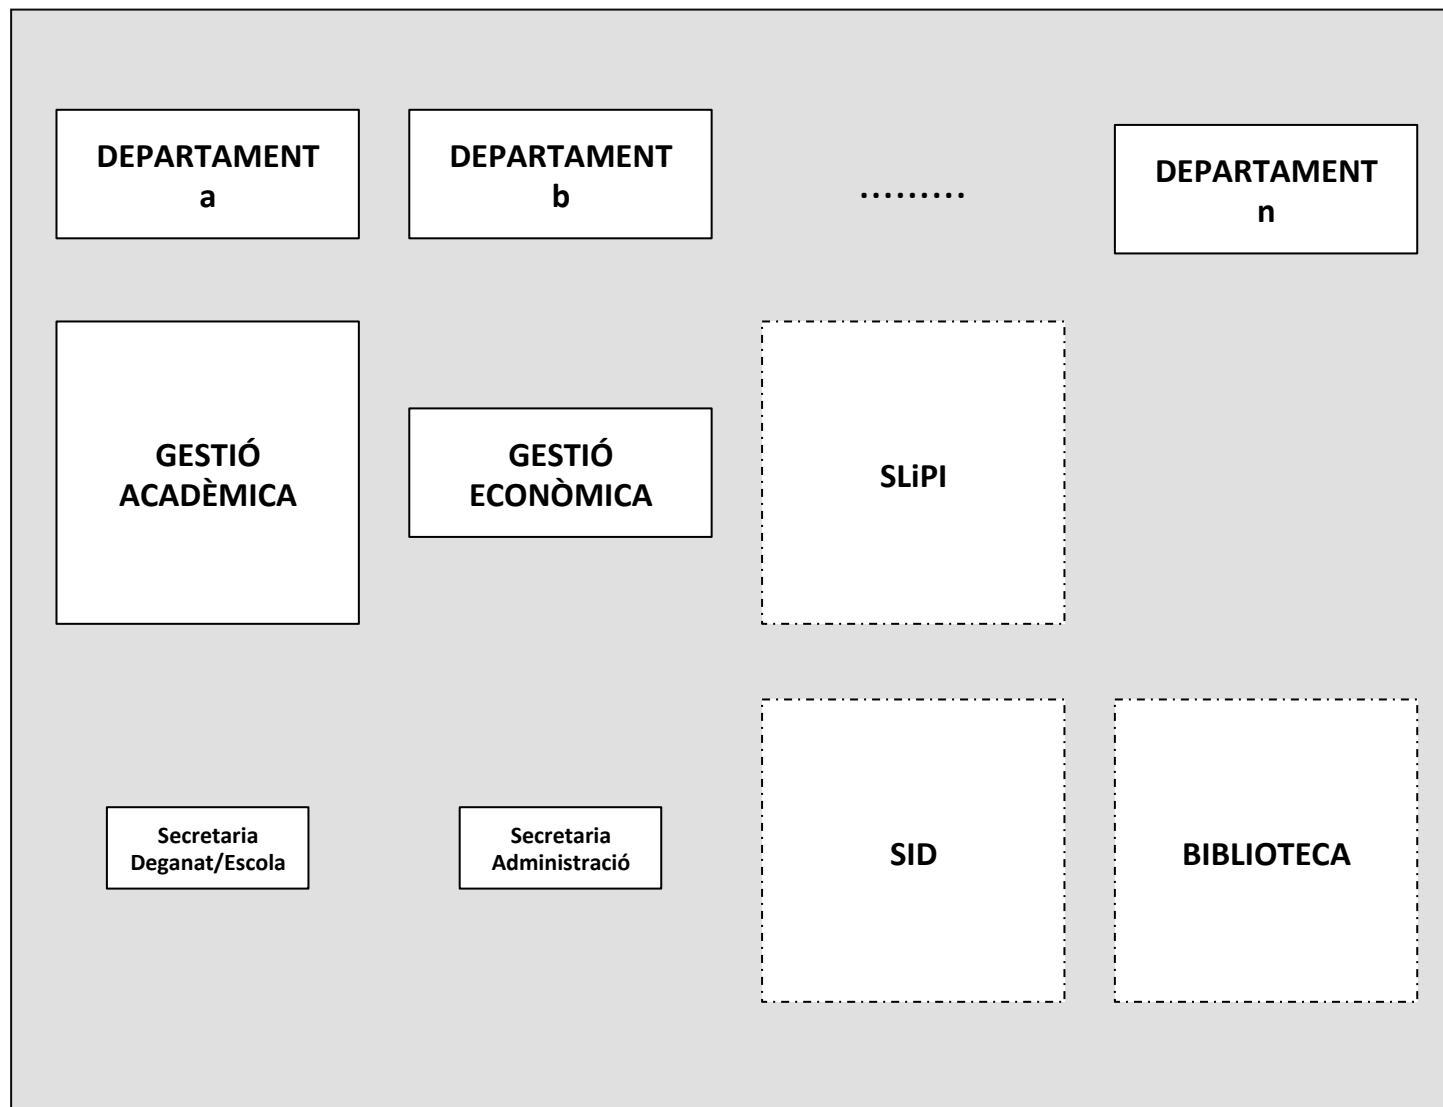 DEPARTAMENT
a
DEPARTAMENT
b
.........
DEPARTAMENT
n
GESTIÓ
ACADÈMICA
GESTIÓ
ECONÒMICA
SLiPI
Secretaria
Deganat/Escola
Secretaria
Administració
SID
BIBLIOTECA